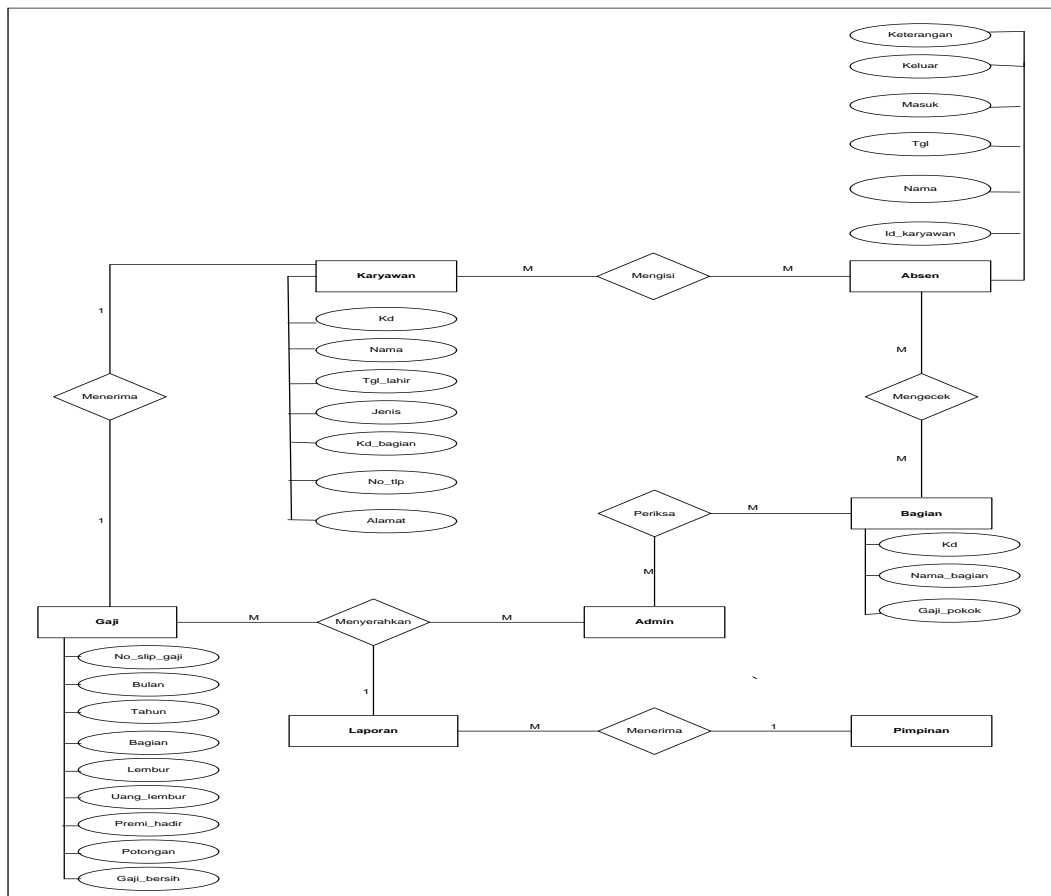 Keterangan
Keluar
Masuk
Tgl
Nama
Id_karyawan
Karyawan
M
Mengisi
M
Absen
1
Kd
Nama
Tgl_lahir
Jenis
Kd_bagian
No_tlp
Alamat
M
Menerima
Mengecek
M
1
Periksa
M
Bagian
Kd
Nama_bagian
Gaji_pokok
M
Gaji
M
Menyerahkan
M
Admin
No_slip_gaji
Bulan
Tahun
Bagian
Lembur
Uang_lembur
Premi_hadir
Potongan
Gaji_bersih
1
Laporan
M
Menerima
1
Pimpinan